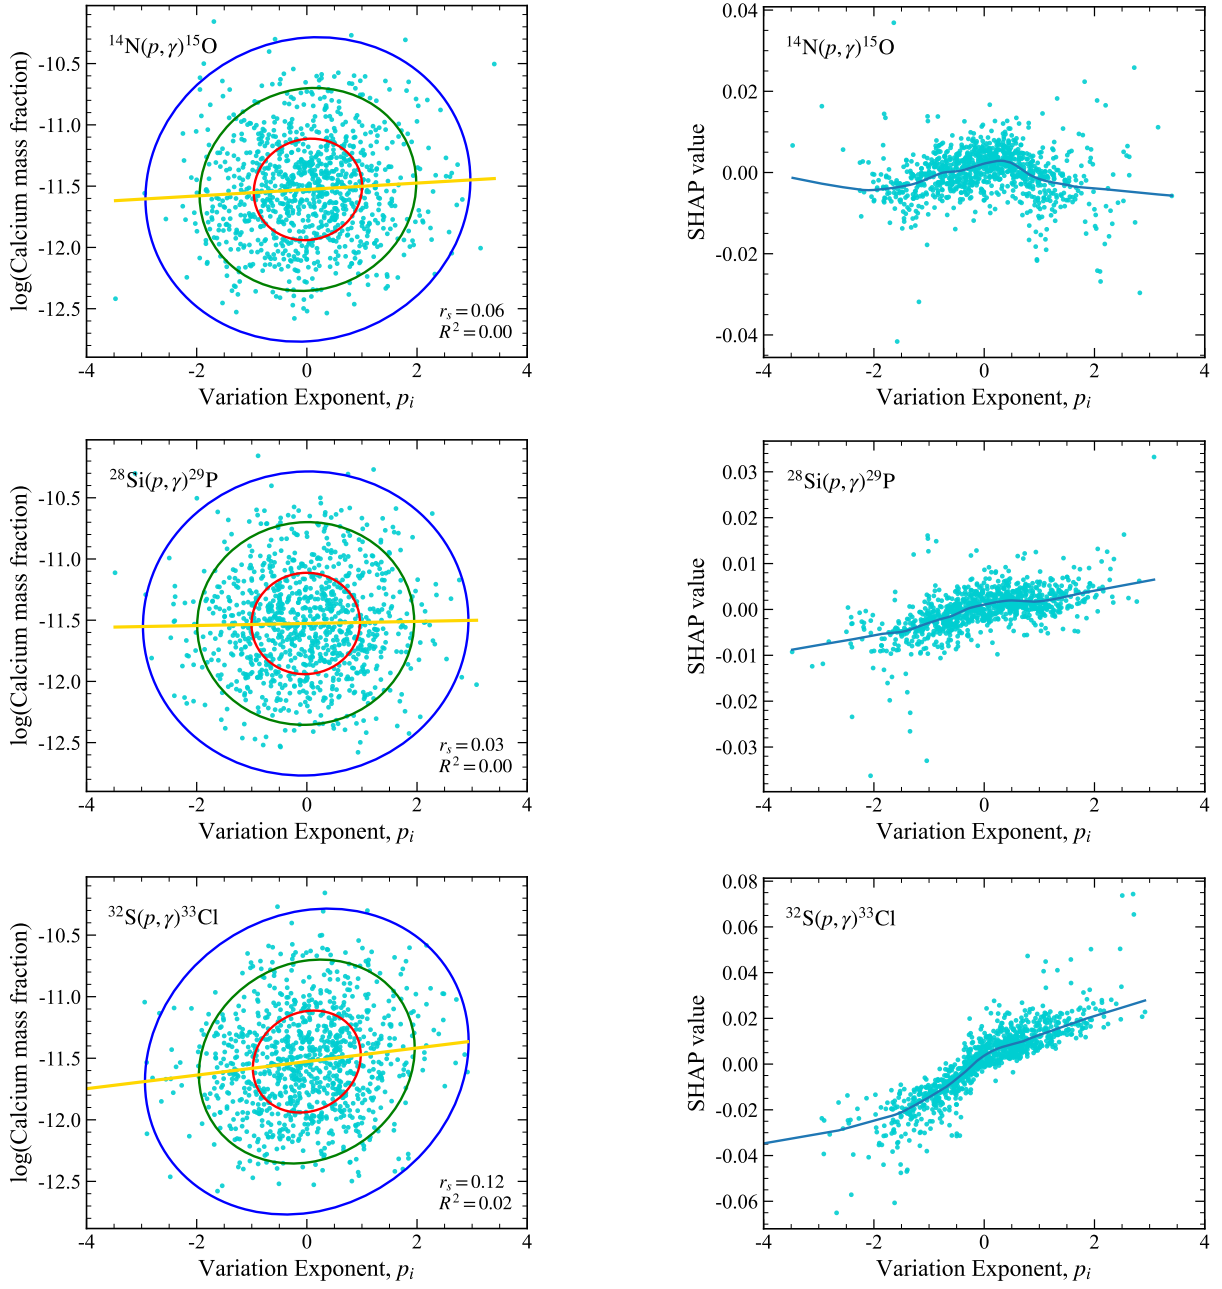 ¹⁴N(p, γ)¹⁵O
log(Calcium mass fraction)
-10.5
-11.0
-11.5
-12.0
-12.5
r_s = 0.06
R² = 0.00
-4 -2 0 2 4
Variation Exponent, p_i
¹⁴N(p, γ)¹⁵O
SHAP value
0.04
0.02
0.00
-0.02
-0.04
-4 -2 0 2 4
Variation Exponent, p_i
²⁸Si(p, γ)²⁹P
log(Calcium mass fraction)
-10.5
-11.0
-11.5
-12.0
-12.5
r_s = 0.03
R² = 0.00
-4 -2 0 2 4
Variation Exponent, p_i
²⁸Si(p, γ)²⁹P
SHAP value
0.03
0.02
0.01
0.00
-0.01
-0.02
-0.03
-4 -2 0 2 4
Variation Exponent, p_i
³²S(p, γ)³³Cl
log(Calcium mass fraction)
-10.5
-11.0
-11.5
-12.0
-12.5
r_s = 0.12
R² = 0.02
-4 -2 0 2 4
Variation Exponent, p_i
³²S(p, γ)³³Cl
SHAP value
0.08
0.06
0.04
0.02
0.00
-0.02
-0.04
-0.06
-4 -2 0 2 4
Variation Exponent, p_i